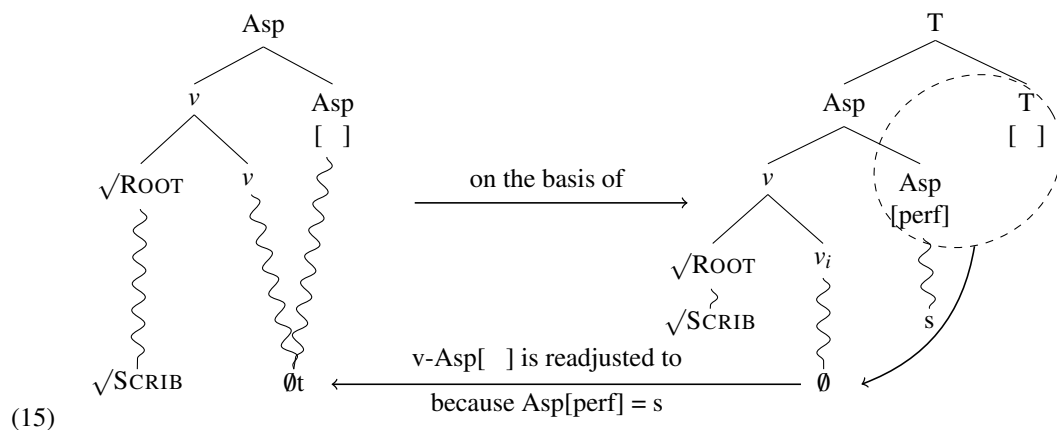 Asp
T
v
Asp
[ ]
Asp
T
[ ]
√ROOT
v
on the basis of
v
Asp
[perf]
√ROOT
vᵢ
√SCRIB
s
v-Asp[ ] is readjusted to
√SCRIB
∅t
∅
because Asp[perf] = s
(15)